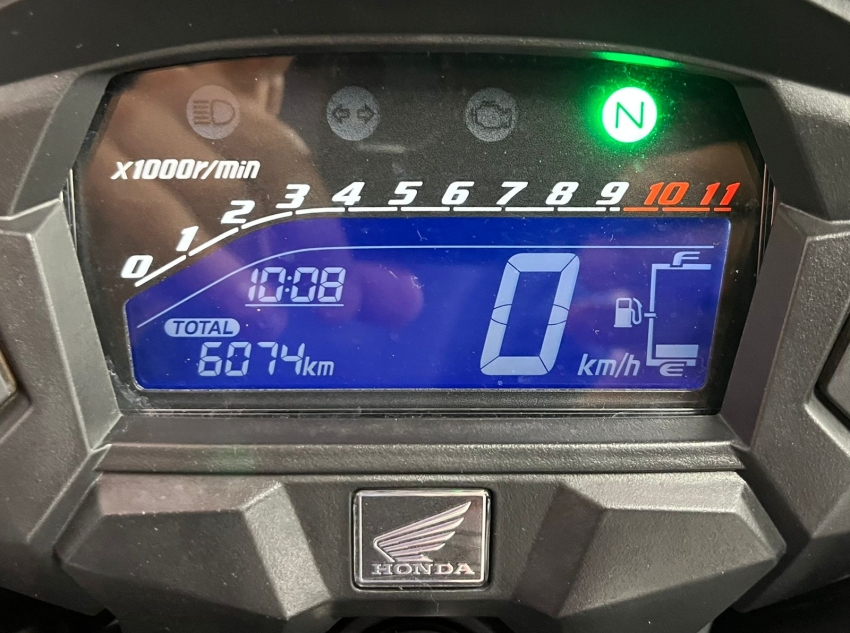 N
x1000r/min
0 1 2 3 4 5 6 7 8 9 10 11
10:08
F
TOTAL
0
6074km
km/h
E
HONDA